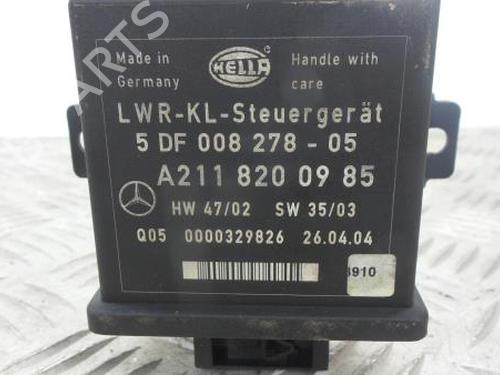 Made in
Germany
HELLA
Handle with
care
LWR-KL-Steuergerät
5 DF 008 278 - 05
A211 820 09 85
HW 47/02 SW 35/03
Q05 0000329826 26.04.04